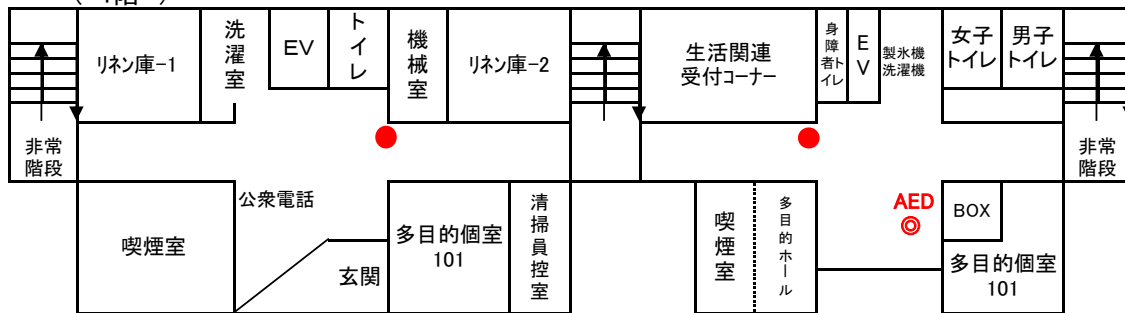 リネン庫-1
洗濯室
EV
トイレ
機械室
リネン庫-2
生活関連
受付コーナー
身障者トイレ
EV
製氷機
洗濯機
女子
トイレ
男子
トイレ
非常
階段
非常
階段
公衆電話
喫煙室
玄関
多目的個室
101
清掃員控室
喫煙室
多目的ホール
AED
BOX
多目的個室
101